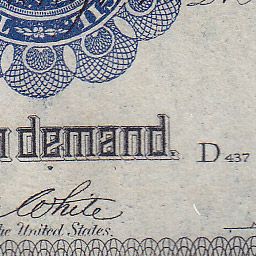 demand. D 437
White
the United States.